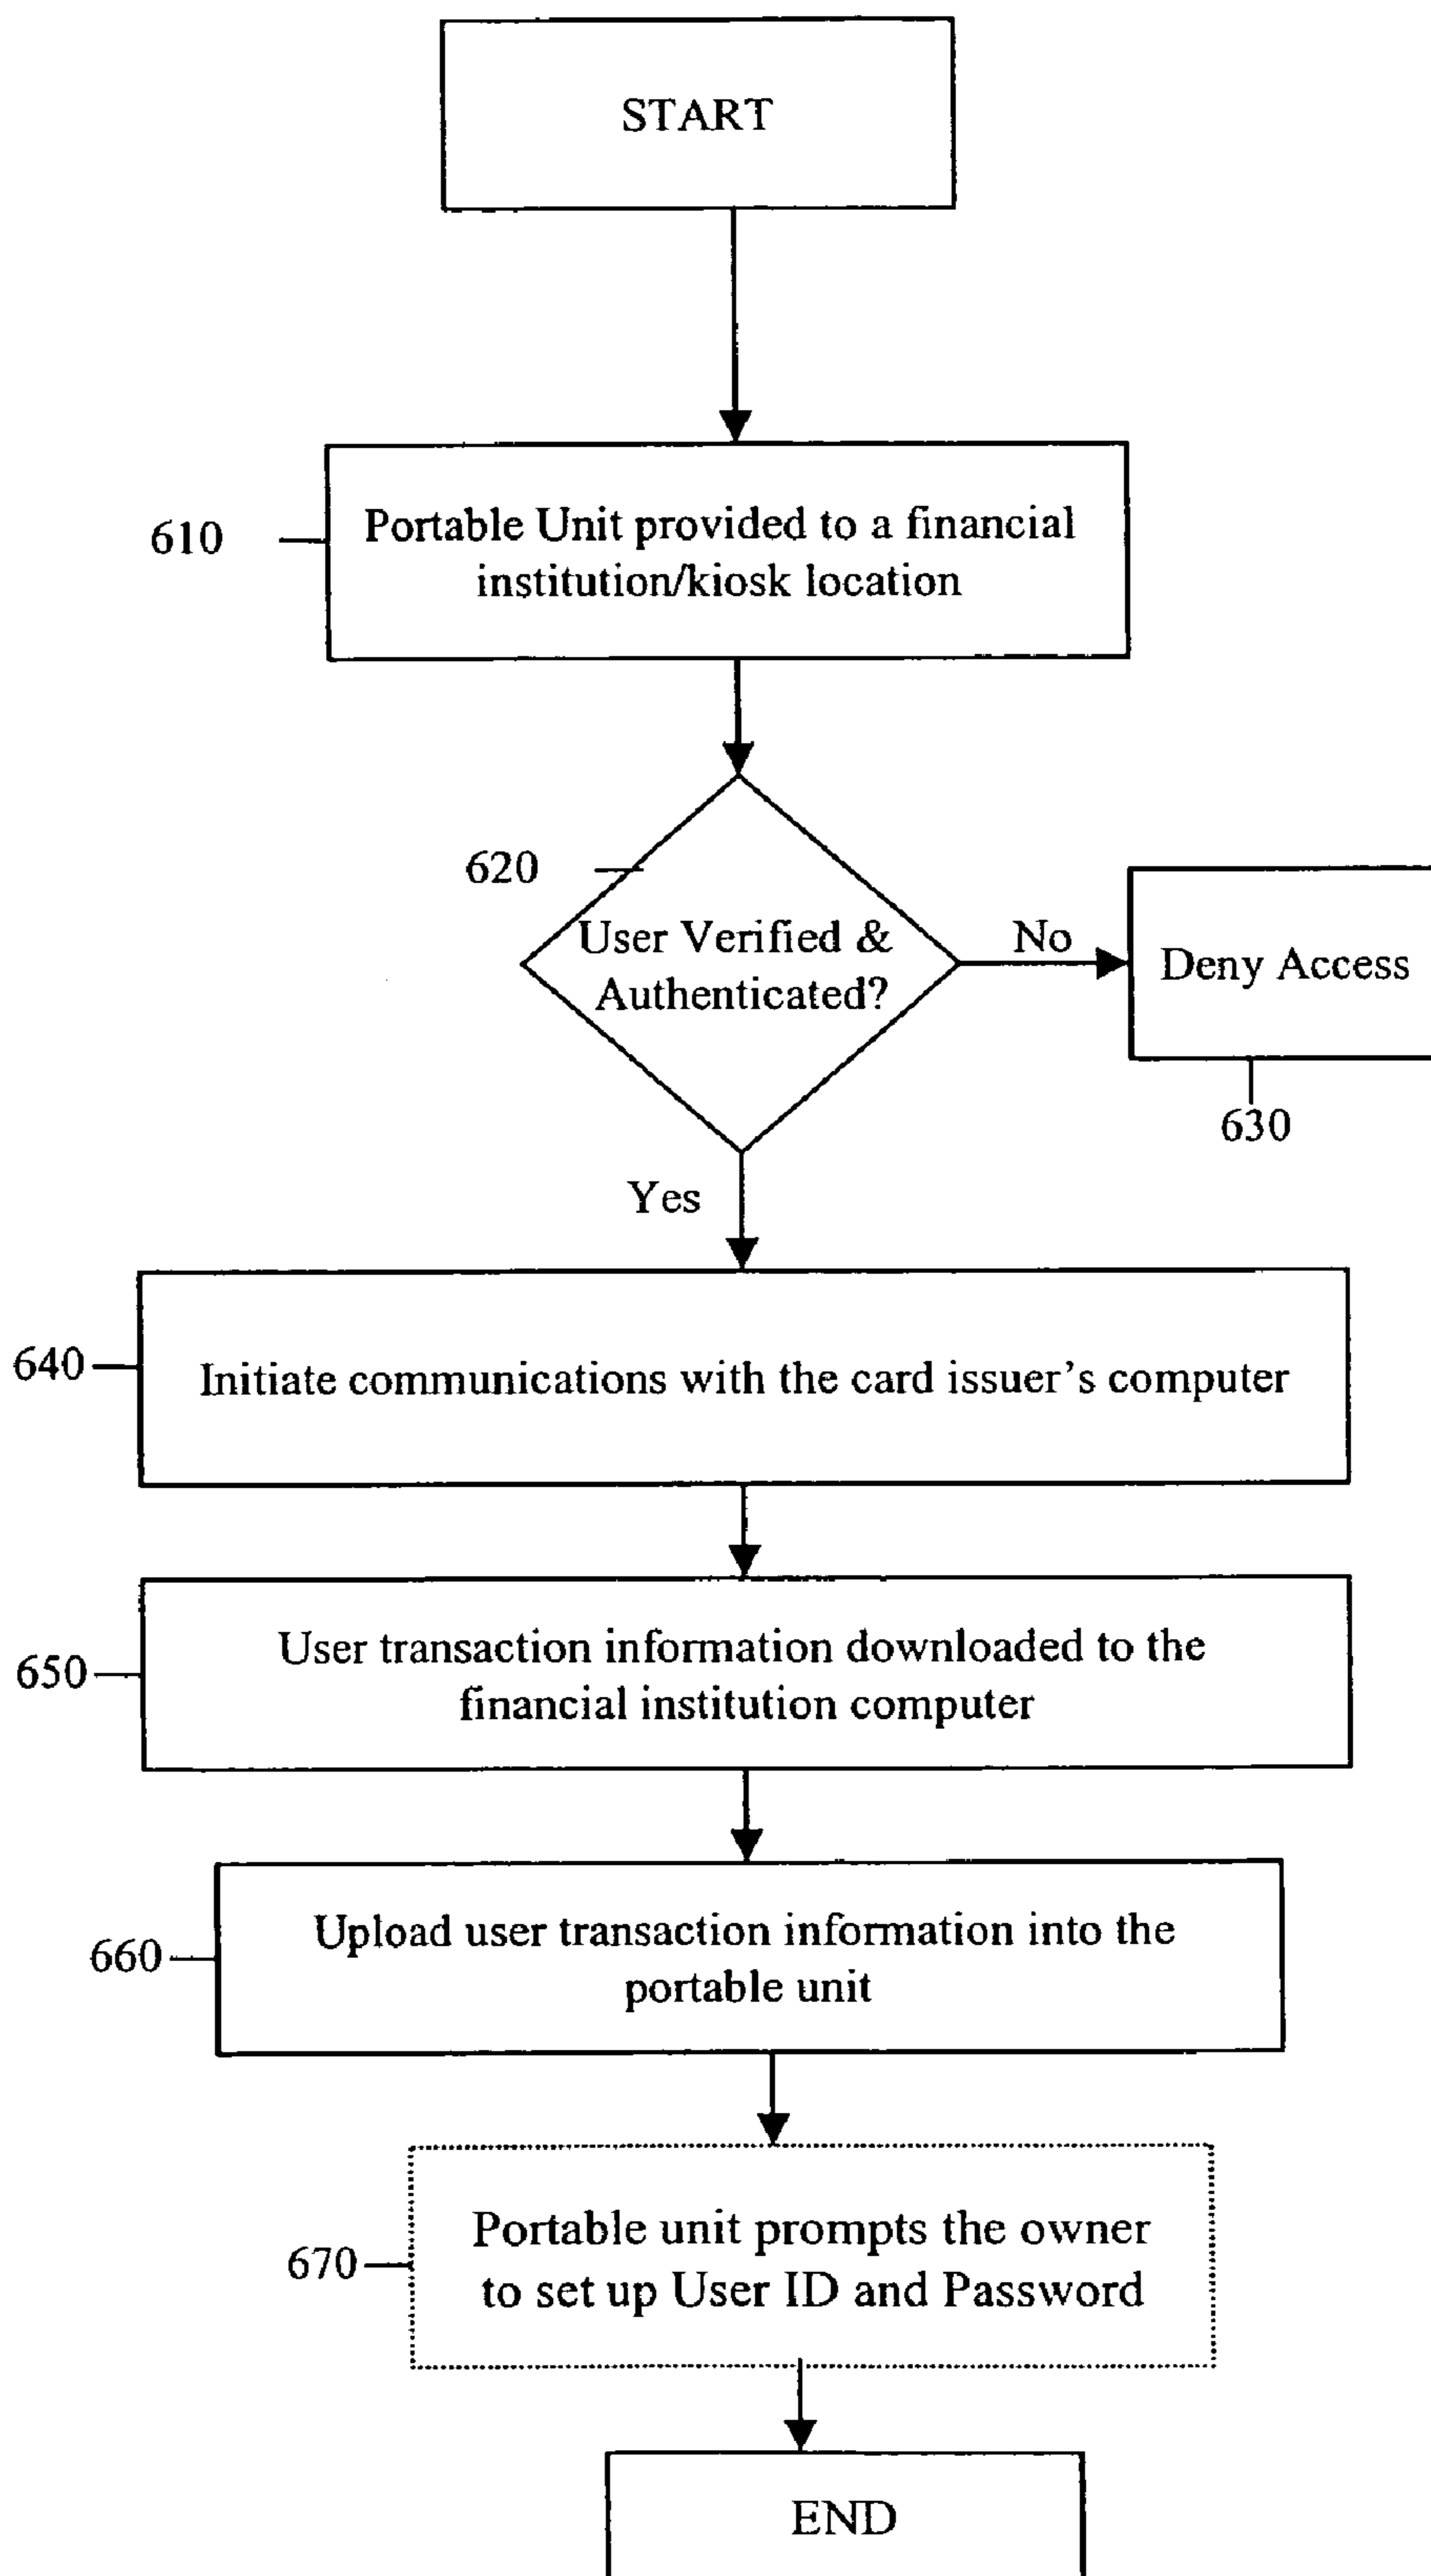 START
610
Portable Unit provided to a financial
institution/kiosk location
620
User Verified &
Authenticated?
No
Deny Access
630
Yes
640
Initiate communications with the card issuer's computer
650
User transaction information downloaded to the
financial institution computer
660
Upload user transaction information into the
portable unit
670
Portable unit prompts the owner
to set up User ID and Password
END